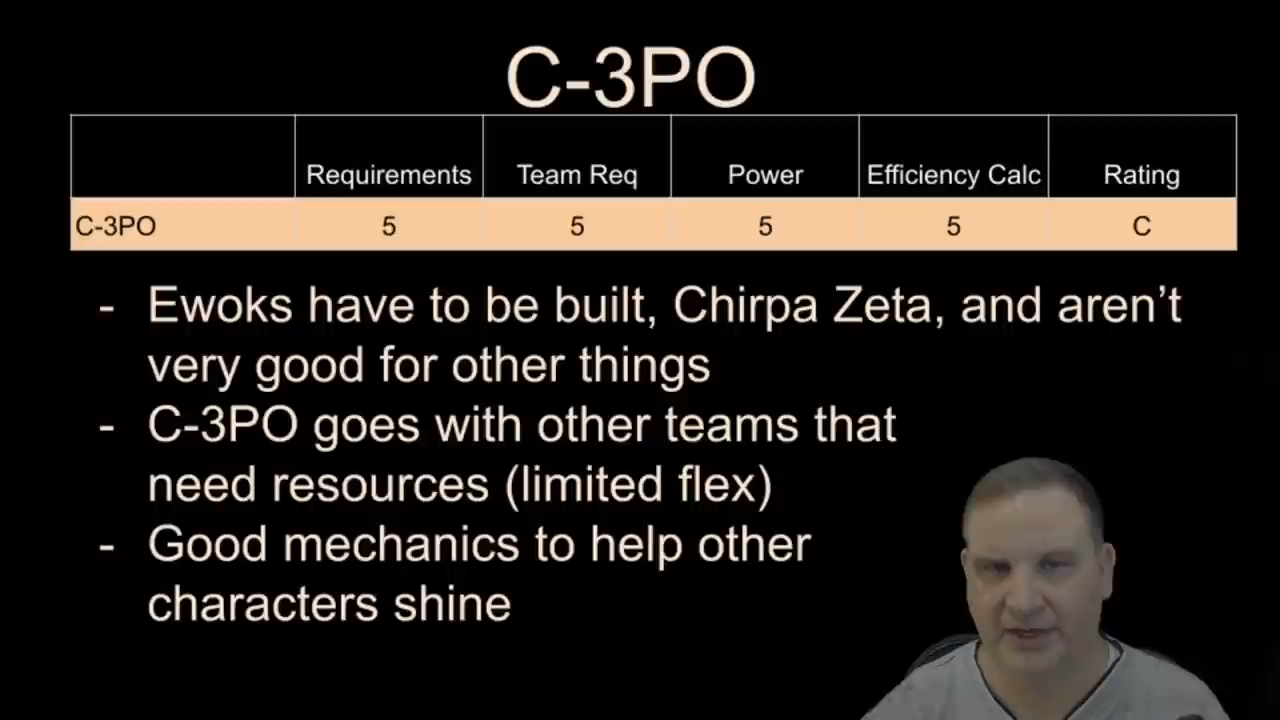 C-3PO
Requirements Team Req Power Efficiency Calc Rating
C-3PO 5 5 5 5 C
- Ewoks have to be built, Chirpa Zeta, and aren't
very good for other things
- C-3PO goes with other teams that
need resources (limited flex)
- Good mechanics to help other
characters shine